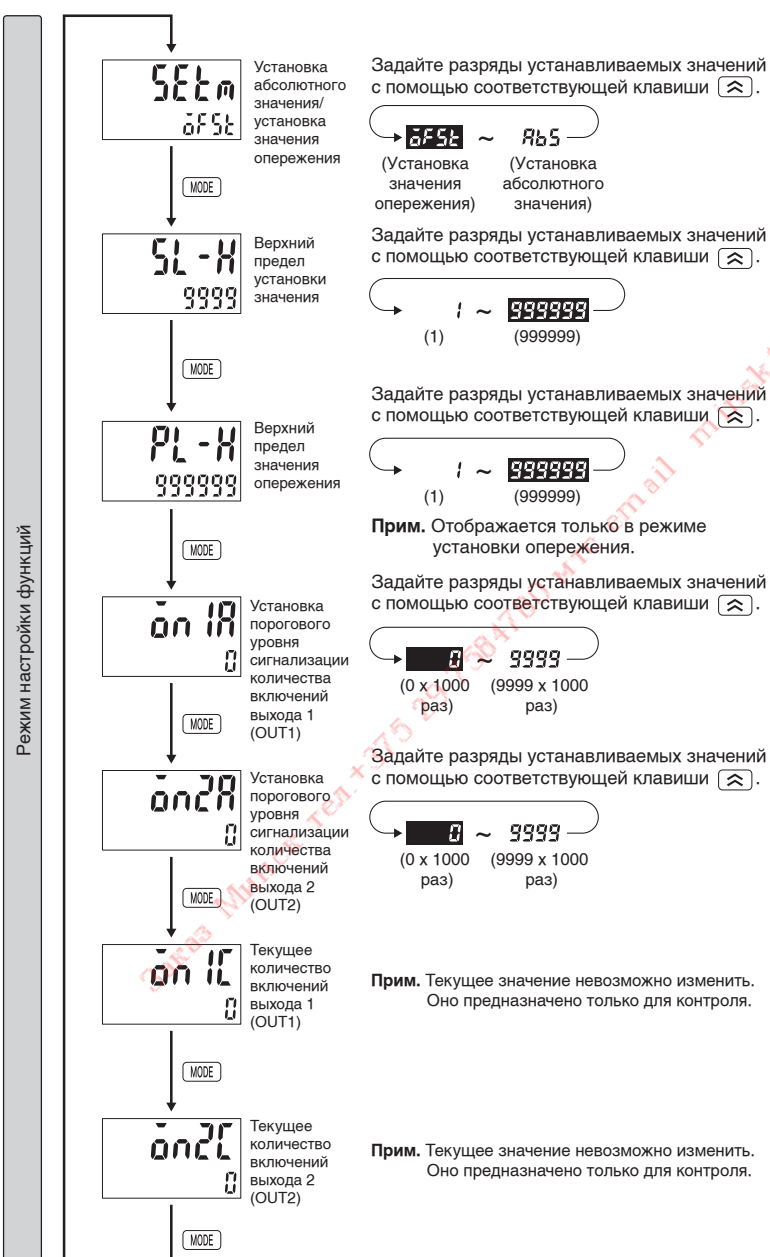 Режим настройки функций
SEtm
oFSt
Установка
абсолютного
значения/
установка
значения
опережения
Задайте разряды устанавливаемых значений
с помощью соответствующей клавиши
oFSt ~ AbS
(Установка значения опережения)
(Установка абсолютного значения)
MODE
SL-H
9999
Верхний
предел
установки
значения
Задайте разряды устанавливаемых значений
с помощью соответствующей клавиши
1 ~ 999999
(1) (999999)
MODE
PL-H
999999
Верхний
предел
значения
опережения
Задайте разряды устанавливаемых значений
с помощью соответствующей клавиши
1 ~ 999999
(1) (999999)
Прим. Отображается только в режиме
установки опережения.
MODE
on1A
0
Установка
порогового
уровня
сигнализации
количества
включений
выхода 1
(OUT1)
Задайте разряды устанавливаемых значений
с помощью соответствующей клавиши
0 ~ 9999
(0 x 1000 раз)
(9999 x 1000 раз)
MODE
on2A
0
Установка
порогового
уровня
сигнализации
количества
включений
выхода 2
(OUT2)
Задайте разряды устанавливаемых значений
с помощью соответствующей клавиши
0 ~ 9999
(0 x 1000 раз)
(9999 x 1000 раз)
MODE
on1C
0
Текущее
количество
включений
выхода 1
(OUT1)
Прим. Текущее значение невозможно изменить.
Оно предназначено только для контроля.
MODE
on2C
0
Текущее
количество
включений
выхода 2
(OUT2)
Прим. Текущее значение невозможно изменить.
Оно предназначено только для контроля.
MODE